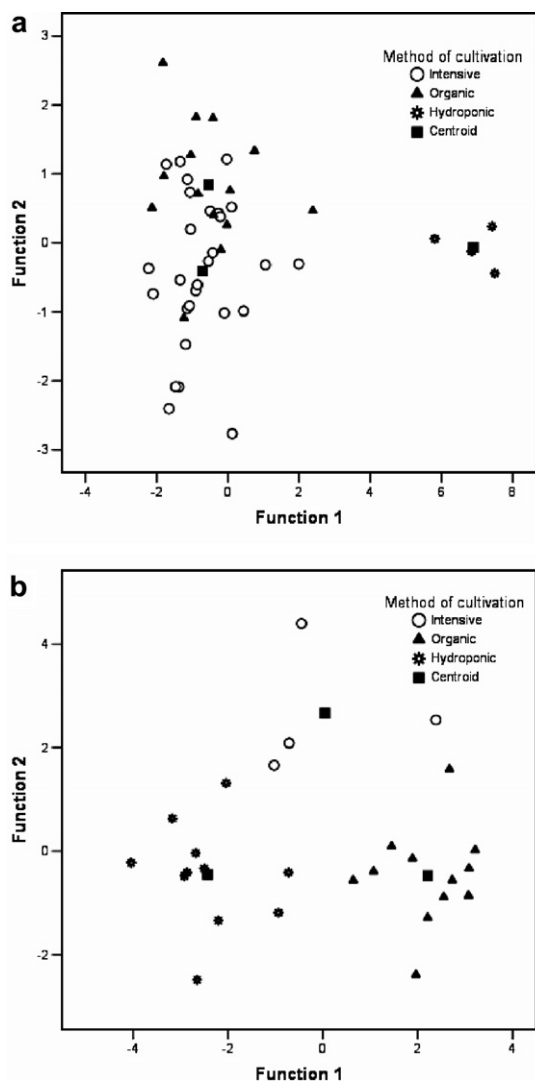 a
Method of cultivation
Intensive
Organic
Hydroponic
Centroid
3
2
1
0
-1
-2
-3
Function 2
-4 -2 0 2 4 6 8
Function 1
b
Method of cultivation
Intensive
Organic
Hydroponic
Centroid
4
2
0
-2
Function 2
-4 -2 0 2 4
Function 1